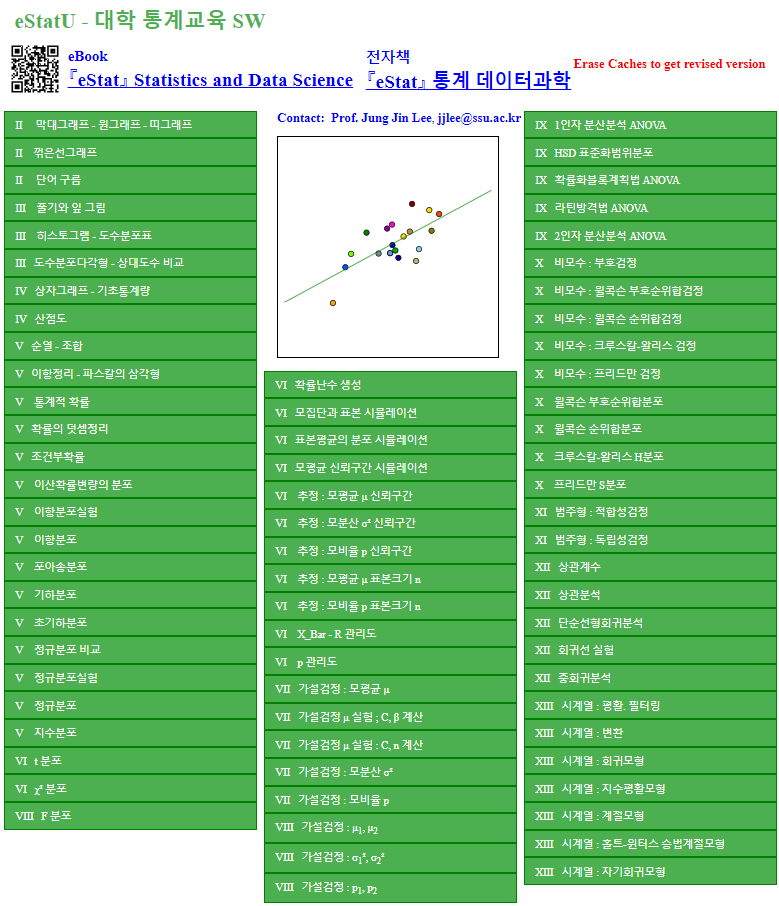 eStatU - 대학 통계교육 SW
eBook
『eStat』 Statistics and Data Science
전자책
『eStat』 통계 데이터과학
Erase Caches to get revised version
II 막대그래프 - 원그래프 - 띠그래프
II 꺾은선그래프
II 단어 구름
III 줄기와 잎 그림
III 히스토그램 - 도수분포표
III 도수분포다각형 - 상대도수 비교
IV 상자그래프 - 기초통계량
IV 산점도
V 순열 - 조합
V 이항정리 - 파스칼의 삼각형
V 통계적 확률
V 확률의 덧셈정리
V 조건부확률
V 이산확률변량의 분포
V 이항분포실험
V 이항분포
V 포아송분포
V 기하분포
V 초기하분포
V 정규분포 비교
V 정규분포실험
V 정규분포
V 지수분포
VI t 분포
VI χ² 분포
VIII F 분포
Contact: Prof. Jung Jin Lee, jjlee@ssu.ac.kr
VI 확률난수 생성
VI 모집단과 표본 시뮬레이션
VI 표본평균의 분포 시뮬레이션
VI 모평균 신뢰구간 시뮬레이션
VI 추정 : 모평균 μ 신뢰구간
VI 추정 : 모분산 σ² 신뢰구간
VI 추정 : 모비율 p 신뢰구간
VI 추정 : 모평균 μ 표본크기 n
VI 추정 : 모비율 p 표본크기 n
VI X_Bar - R 관리도
VI p 관리도
VII 가설검정 : 모평균 μ
VII 가설검정 μ 실험 ; C, β 계산
VII 가설검정 μ 실험 : C, n 계산
VII 가설검정 : 모분산 σ²
VII 가설검정 : 모비율 p
VIII 가설검정 : μ₁, μ₂
VIII 가설검정 : σ₁², σ₂²
VIII 가설검정 : p₁, p₂
IX 1인자 분산분석 ANOVA
IX HSD 표준화범위분포
IX 확률화블록계획법 ANOVA
IX 라틴방격법 ANOVA
IX 2인자 분산분석 ANOVA
X 비모수 : 부호검정
X 비모수 : 윌콕슨 부호순위합검정
X 비모수 : 윌콕슨 순위합검정
X 비모수 : 크루스칼-왈리스 검정
X 비모수 : 프리드만 검정
X 윌콕슨 부호순위합분포
X 윌콕슨 순위합분포
X 크루스칼-왈리스 H분포
X 프리드만 S분포
XI 범주형 : 적합성검정
XI 범주형 : 독립성검정
XII 상관계수
XII 상관분석
XII 단순선형회귀분석
XII 회귀선 실험
XII 중회귀분석
XIII 시계열 : 평활. 필터링
XIII 시계열 : 변환
XIII 시계열 : 회귀모형
XIII 시계열 : 지수평활모형
XIII 시계열 : 계절모형
XIII 시계열 : 홀트-윈터스 승법계절모형
XIII 시계열 : 자기회귀모형